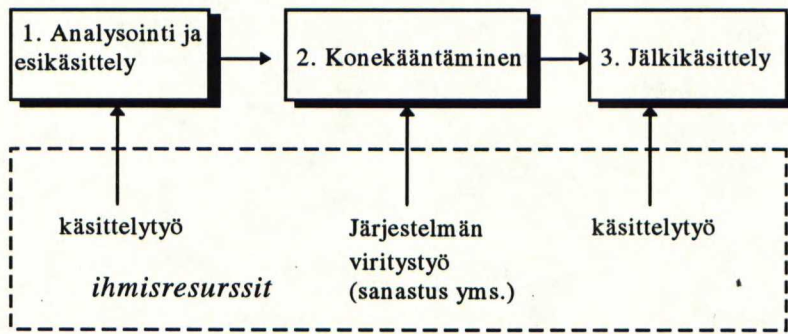 1. Analysointi ja
esikäsittely
2. Konekääntäminen
3. Jälkikäsittely
käsittelytyö
Järjestelmän
viritystyö
(sanastus yms.)
käsittelytyö
ihmisresurssit